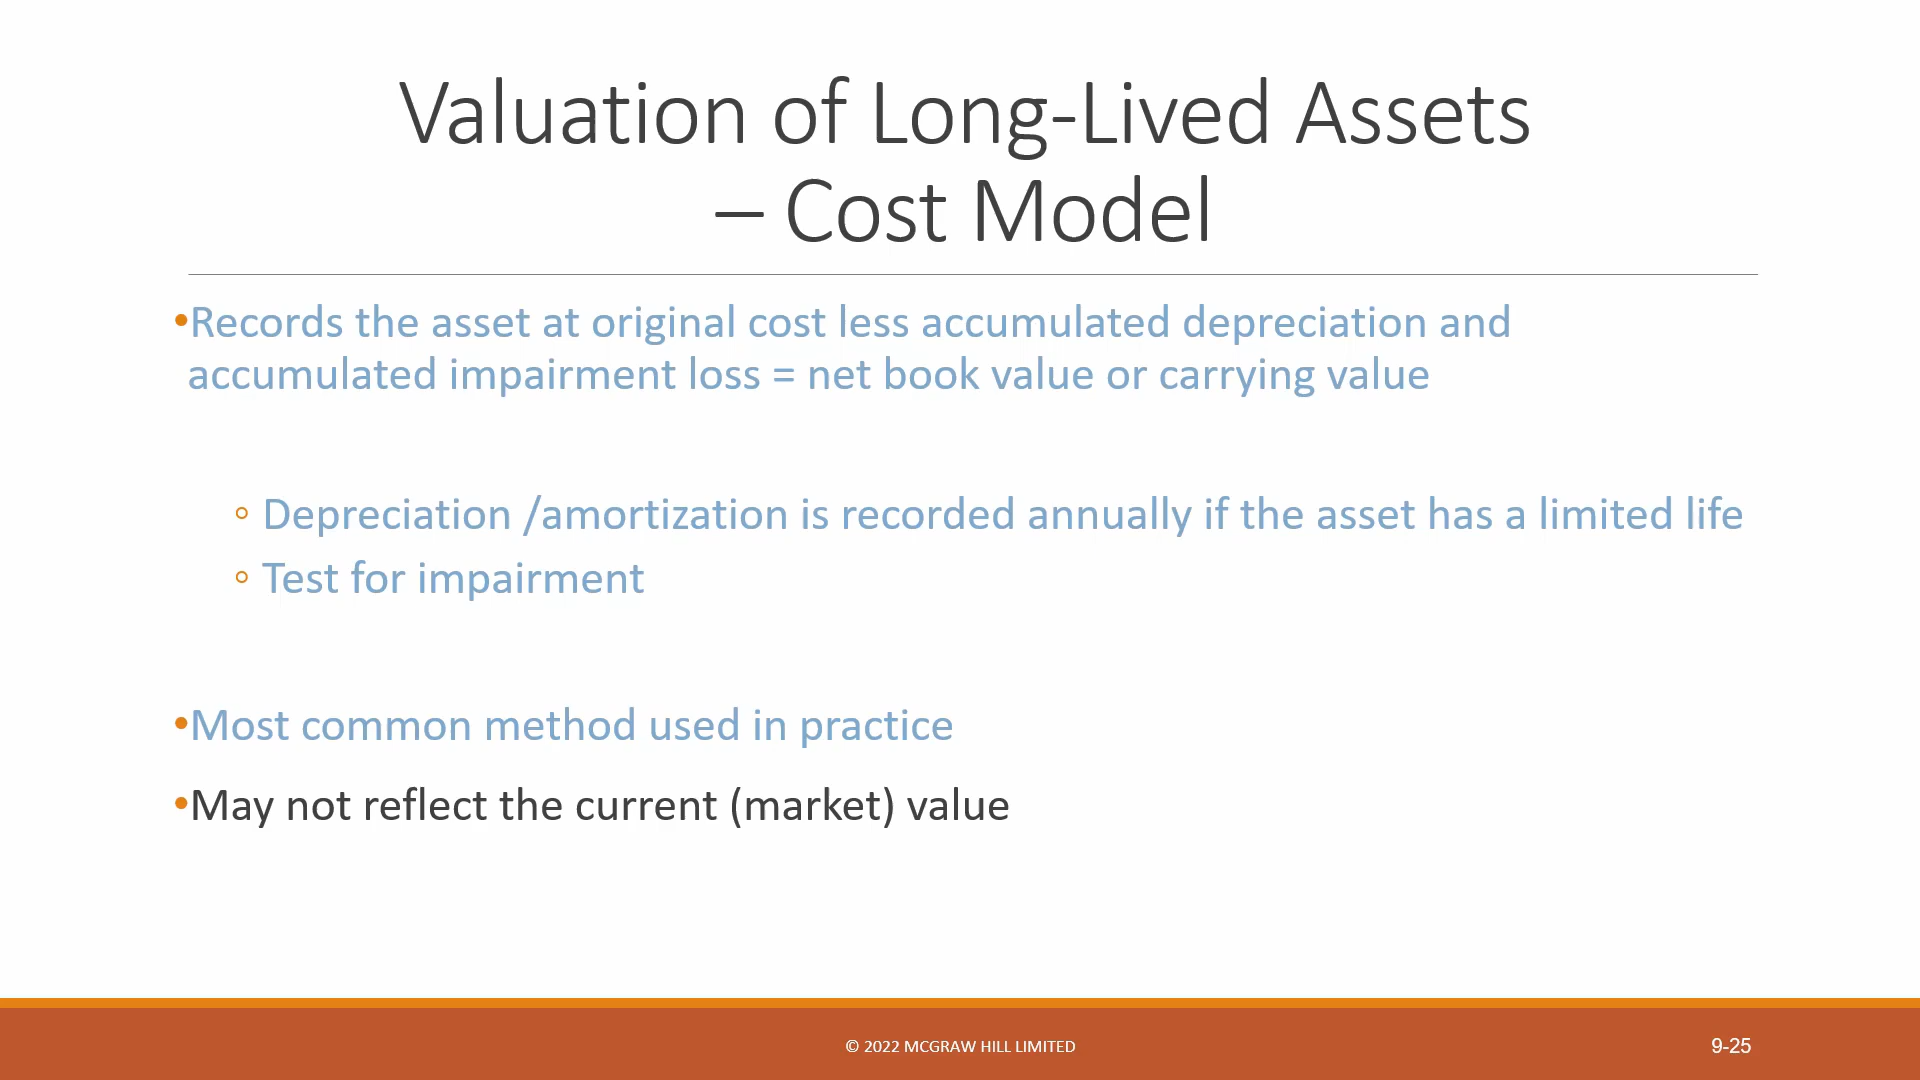 Valuation of Long-Lived Assets
– Cost Model
•Records the asset at original cost less accumulated depreciation and
accumulated impairment loss = net book value or carrying value
◦ Depreciation /amortization is recorded annually if the asset has a limited life
◦ Test for impairment
•Most common method used in practice
•May not reflect the current (market) value
© 2022 MCGRAW HILL LIMITED
9-25